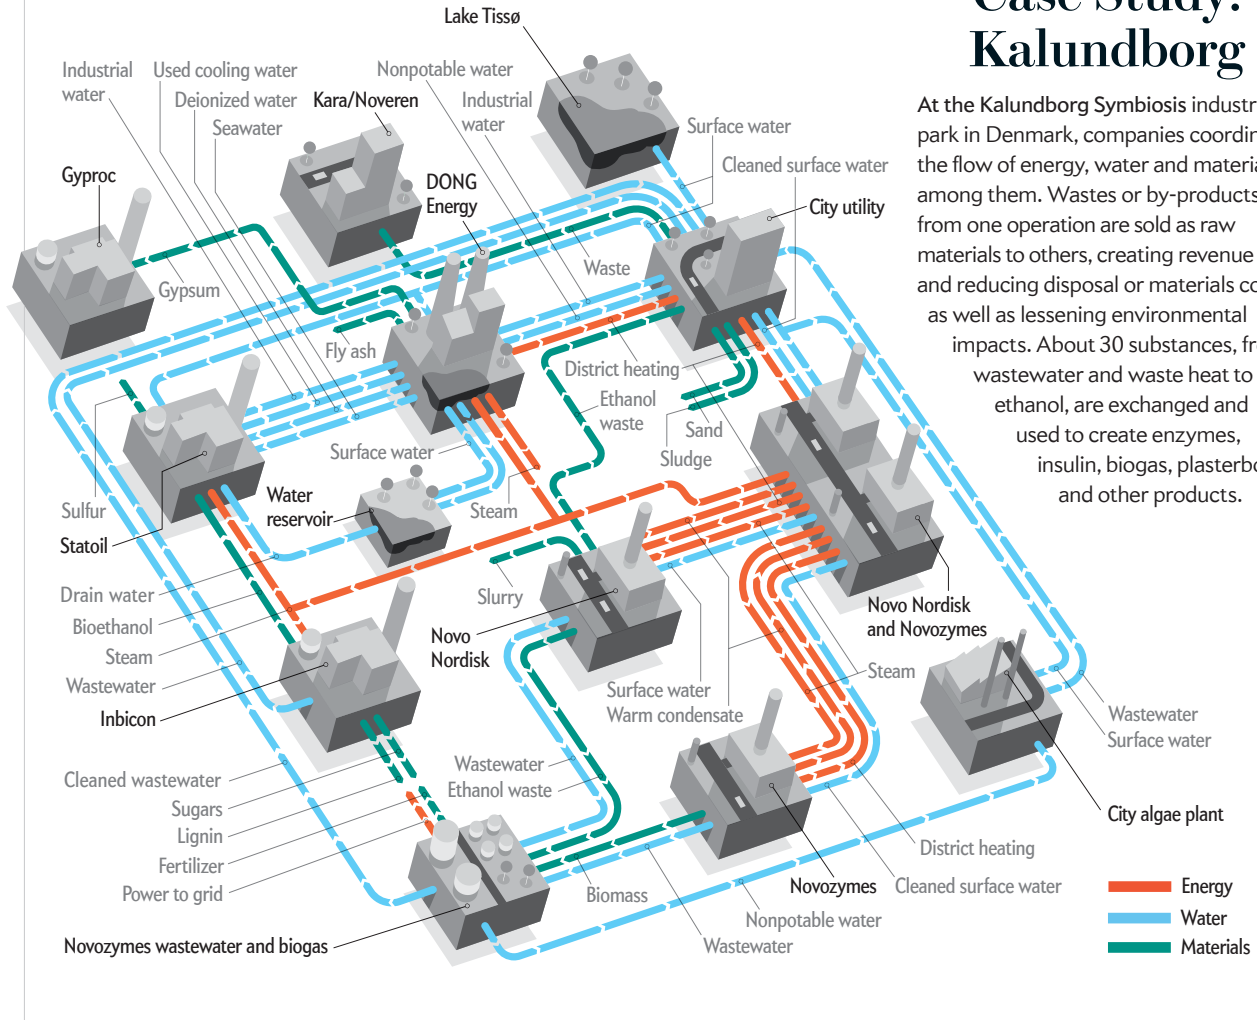 Case Study:
Kalundborg
At the Kalundborg Symbiosis
park in Denmark, companies
the flow of energy, water and
among them. Wastes or by-products
from one operation are sold as raw
materials to others, creating revenue
and reducing disposal or materials
as well as lessening environmental
impacts. About 30 substances,
wastewater and waste heat to
ethanol, are exchanged and
used to create enzymes,
insulin, biogas,
and other products.
Lake Tissø
Industrial
water
Used cooling water
Deionized water
Seawater
Kara/Noveren
Nonpotable water
Industrial
water
Surface water
Cleaned surface water
Gyproc
DONG
Energy
City utility
Gypsum
Waste
Fly ash
District heating
Ethanol
waste
Sand
Sludge
Surface water
Steam
Sulfur
Statoil
Water
reservoir
Drain water
Bioethanol
Steam
Wastewater
Inbicon
Slurry
Novo
Nordisk
Novo Nordisk
and Novozymes
Steam
Surface water
Warm condensate
Wastewater
Surface water
Cleaned wastewater
Sugars
Lignin
Fertilizer
Power to grid
Wastewater
Ethanol waste
City algae plant
District heating
Novozymes
Cleaned surface water
Biomass
Nonpotable water
Wastewater
Novozymes wastewater and biogas
Energy
Water
Materials